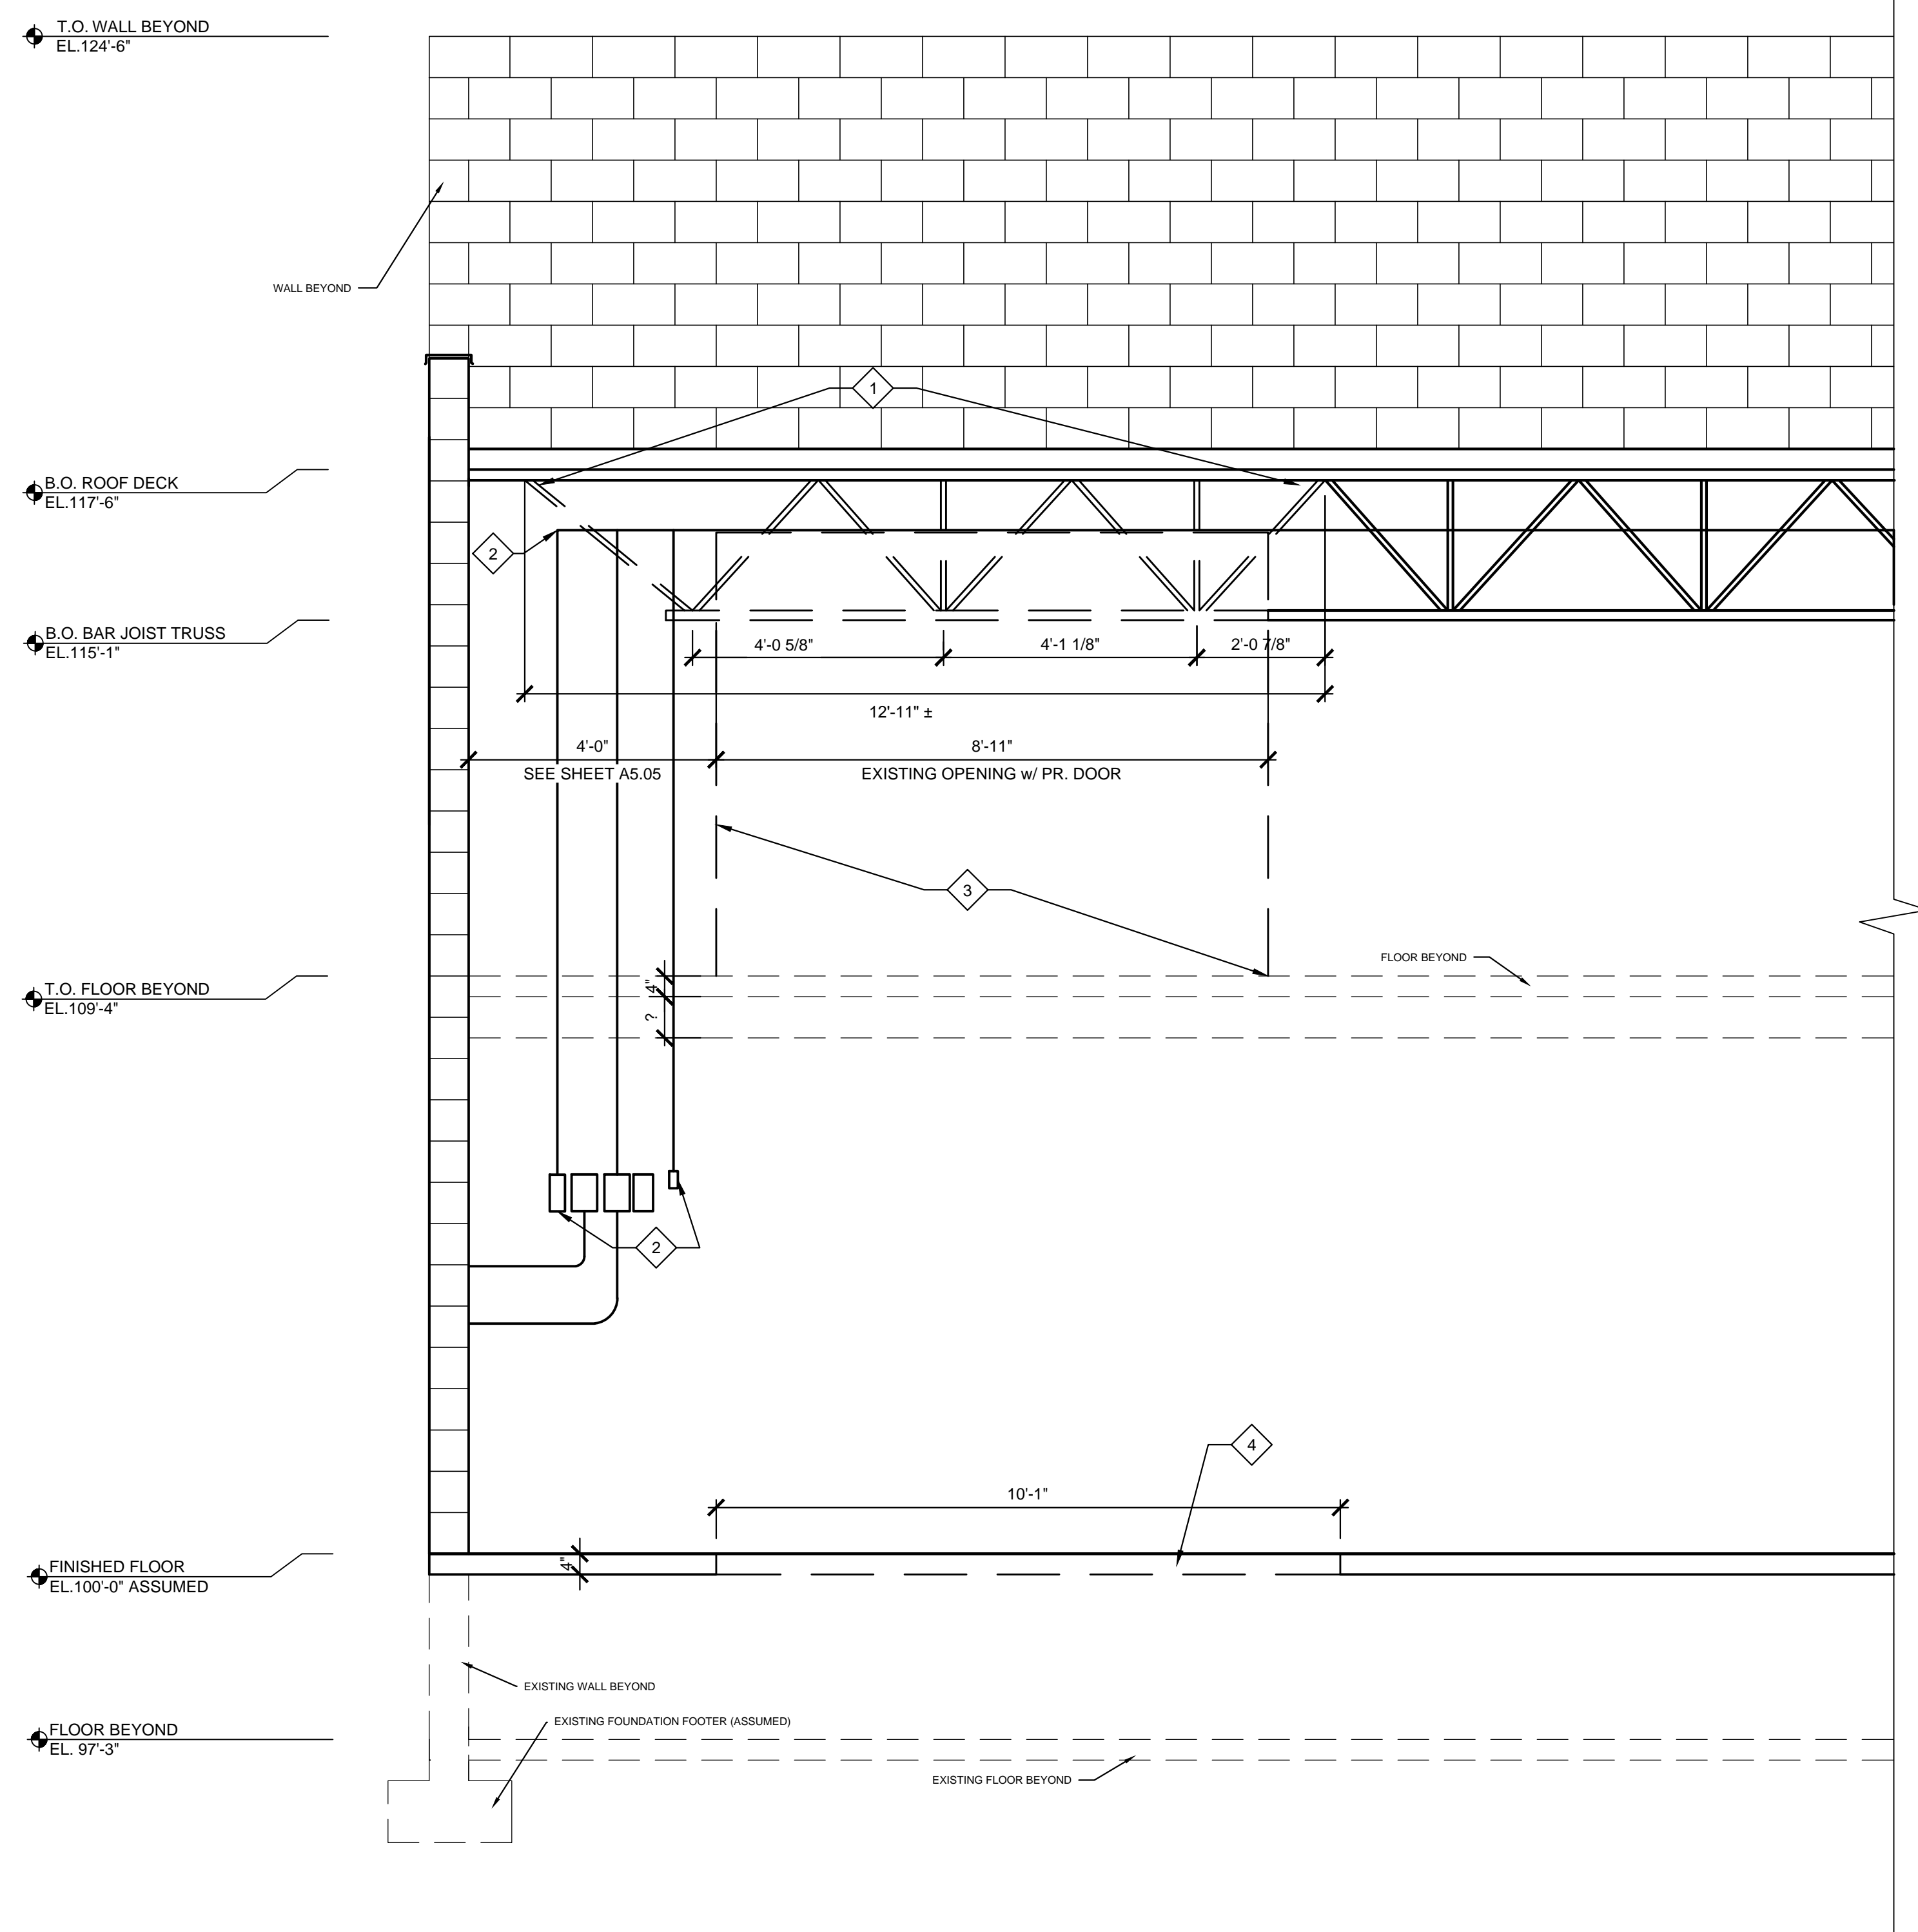 T.O. WALL BEYOND
EL.124'-6"
WALL BEYOND
1
B.O. ROOF DECK
EL.117'-6"
2
B.O. BAR JOIST TRUSS
EL.115'-1"
4'-0 5/8"
4'-1 1/8"
2'-0 7/8"
12'-11" ±
4'-0"
8'-11"
SEE SHEET A5.05
EXISTING OPENING w/ PR. DOOR
3
FLOOR BEYOND
T.O. FLOOR BEYOND
EL.109'-4"
4"
?
2
4
10'-1"
FINISHED FLOOR
EL.100'-0" ASSUMED
4"
EXISTING WALL BEYOND
EXISTING FOUNDATION FOOTER (ASSUMED)
FLOOR BEYOND
EL. 97'-3"
EXISTING FLOOR BEYOND